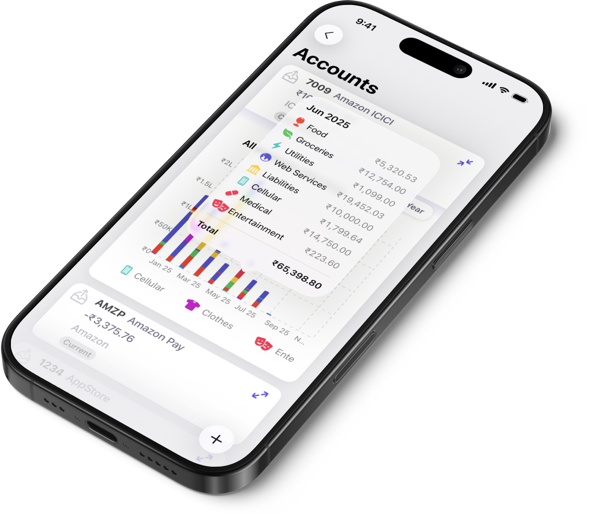 9:41
Accounts
7009 Amazon ICICI
Jun 2025
Food ₹5,320.53
Groceries ₹12,754.00
Utilities ₹1,099.00
Web Services ₹19,452.03
Liabilities ₹10,000.00
Cellular ₹1,799.64
Medical ₹14,750.00
Entertainment ₹223.60
Total ₹65,398.80
All
Year
₹2L
₹1.5L
₹1L
₹50K
₹0
Jan 25 Mar 25 May 25 Jul 25 Sep 25 N...
Cellular Clothes Ente
AMZP Amazon Pay
-₹3,375.76
Amazon
Current
1234 AppStore